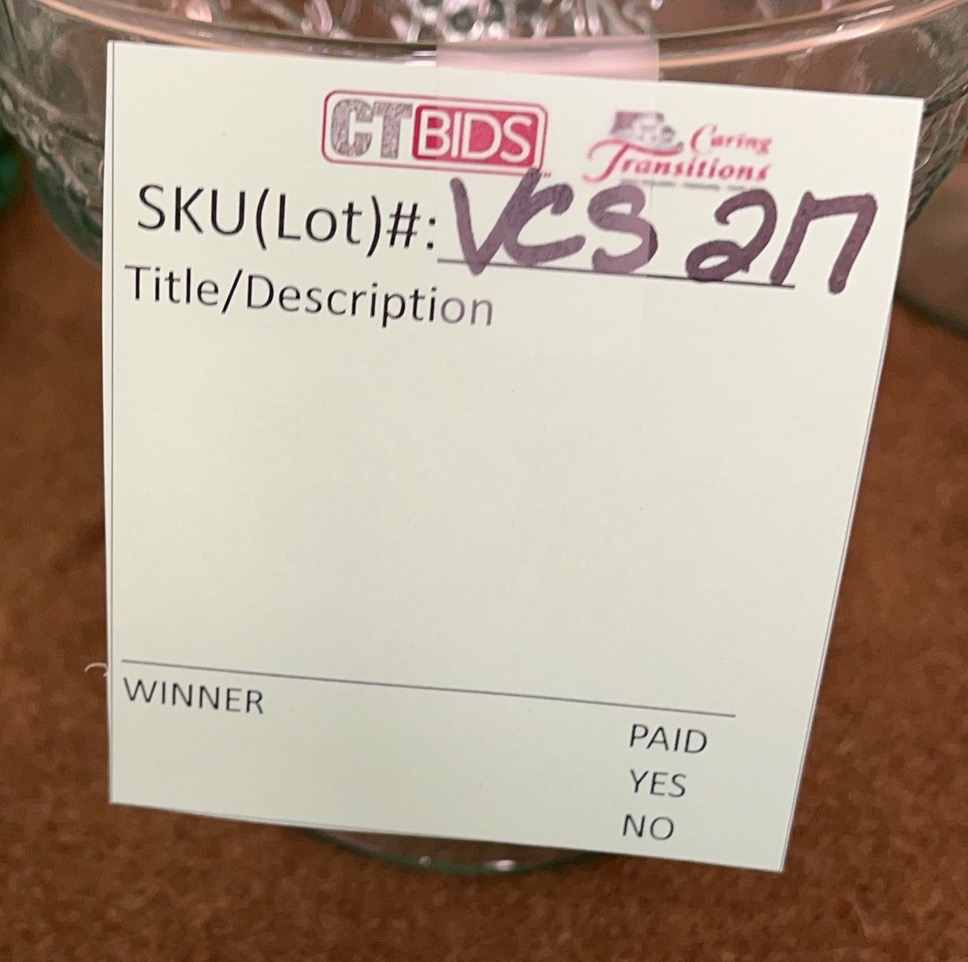 CTBIDS
Caring
Transitions
SKU(Lot)#: VCS 217
Title/Description
WINNER
PAID
YES
NO